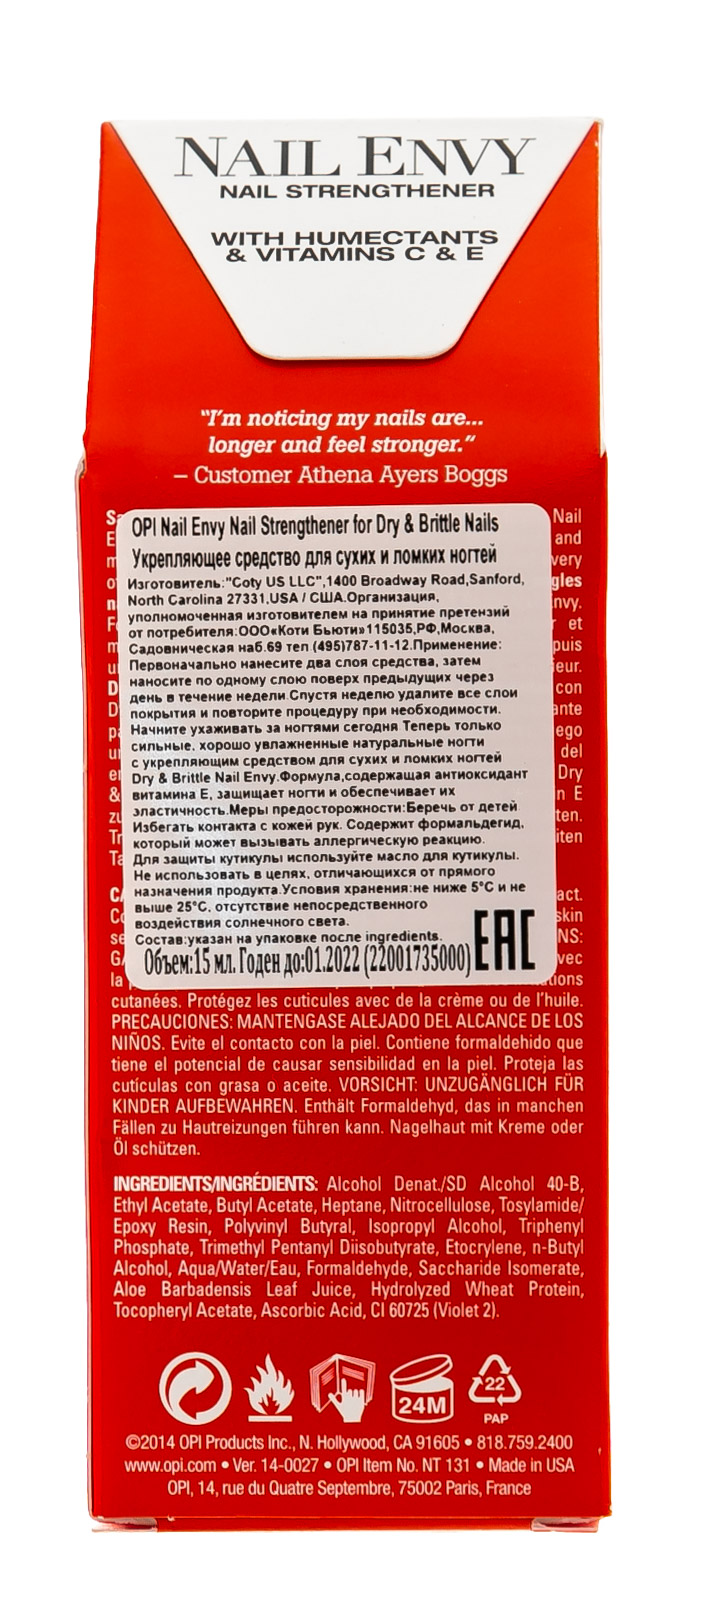 NAIL ENVY
NAIL STRENGTHENER
WITH HUMECTANTS
& VITAMINS C & E
"I'm noticing my nails are...
longer and feel stronger."
– Customer Athena Ayers Boggs
Nail
and
very
OPI Nail Envy Nail Strengthener for Dry & Brittle Nails
Укрепляющее средство для сухих и ломких ногтей
Изготовитель:"Coty US LLC",1400 Broadway Road,Sanford,
North Carolina 27331,USA / США.Организация,
уполномоченная изготовителем на принятие претензий
от потребителя:ООО«Коти Бьюти»115035,РФ,Москва,
Садовническая наб.69 тел (495)787-11-12.Применение:
Первоначально нанесите два слоя средства, затем
наносите по одному слою поверх предыдущих через
день в течение недели.Спустя неделю удалите все слои
покрытия и повторите процедуру при необходимости.
Начните ухаживать за ногтями сегодня.Теперь только
сильные, хорошо увлажненные натуральные ногти
с укрепляющим средством для сухих и ломких ногтей
Dry & Brittle Nail Envy.Формула,содержащая антиоксидант
витамина Е, защищает ногти и обеспечивает их
эластичность.Меры предосторожности:Беречь от детей.
Избегать контакта с кожей рук. Содержит формальдегид,
который может вызывать аллергическую реакцию.
Для защиты кутикулы используйте масло для кутикулы.
Не использовать в целях, отличающихся от прямого
назначения продукта.Условия хранения:не ниже 5°С и не
выше 25°С, отсутствие непосредственного
воздействия солнечного света.
Состав:указан на упаковке после ingredients.
Объем:15 мл. Годен до:01.2022 (22001735000) EAC
cutanées. Protégez les cuticules avec de la crème ou de l'huile.
PRECAUCIONES: MANTENGASE ALEJADO DEL ALCANCE DE LOS
NIÑOS. Evite el contacto con la piel. Contiene formaldehido que
tiene el potencial de causar sensibilidad en la piel. Proteja las
cutículas con grasa o aceite. VORSICHT: UNZUGÄNGLICH FÜR
KINDER AUFBEWAHREN. Enthält Formaldehyd, das in manchen
Fällen zu Hautreizungen führen kann. Nagelhaut mit Kreme oder
Öl schützen.
INGREDIENTS/INGRÉDIENTS: Alcohol Denat./SD Alcohol 40-B,
Ethyl Acetate, Butyl Acetate, Heptane, Nitrocellulose, Tosylamide/
Epoxy Resin, Polyvinyl Butyral, Isopropyl Alcohol, Triphenyl
Phosphate, Trimethyl Pentanyl Diisobutyrate, Etocrylene, n-Butyl
Alcohol, Aqua/Water/Eau, Formaldehyde, Saccharide Isomerate,
Aloe Barbadensis Leaf Juice, Hydrolyzed Wheat Protein,
Tocopheryl Acetate, Ascorbic Acid, CI 60725 (Violet 2).
24M
22
PAP
©2014 OPI Products Inc., N. Hollywood, CA 91605 • 818.759.2400
www.opi.com • Ver. 14-0027 • OPI Item No. NT 131 • Made in USA
OPI, 14, rue du Quatre Septembre, 75002 Paris, France